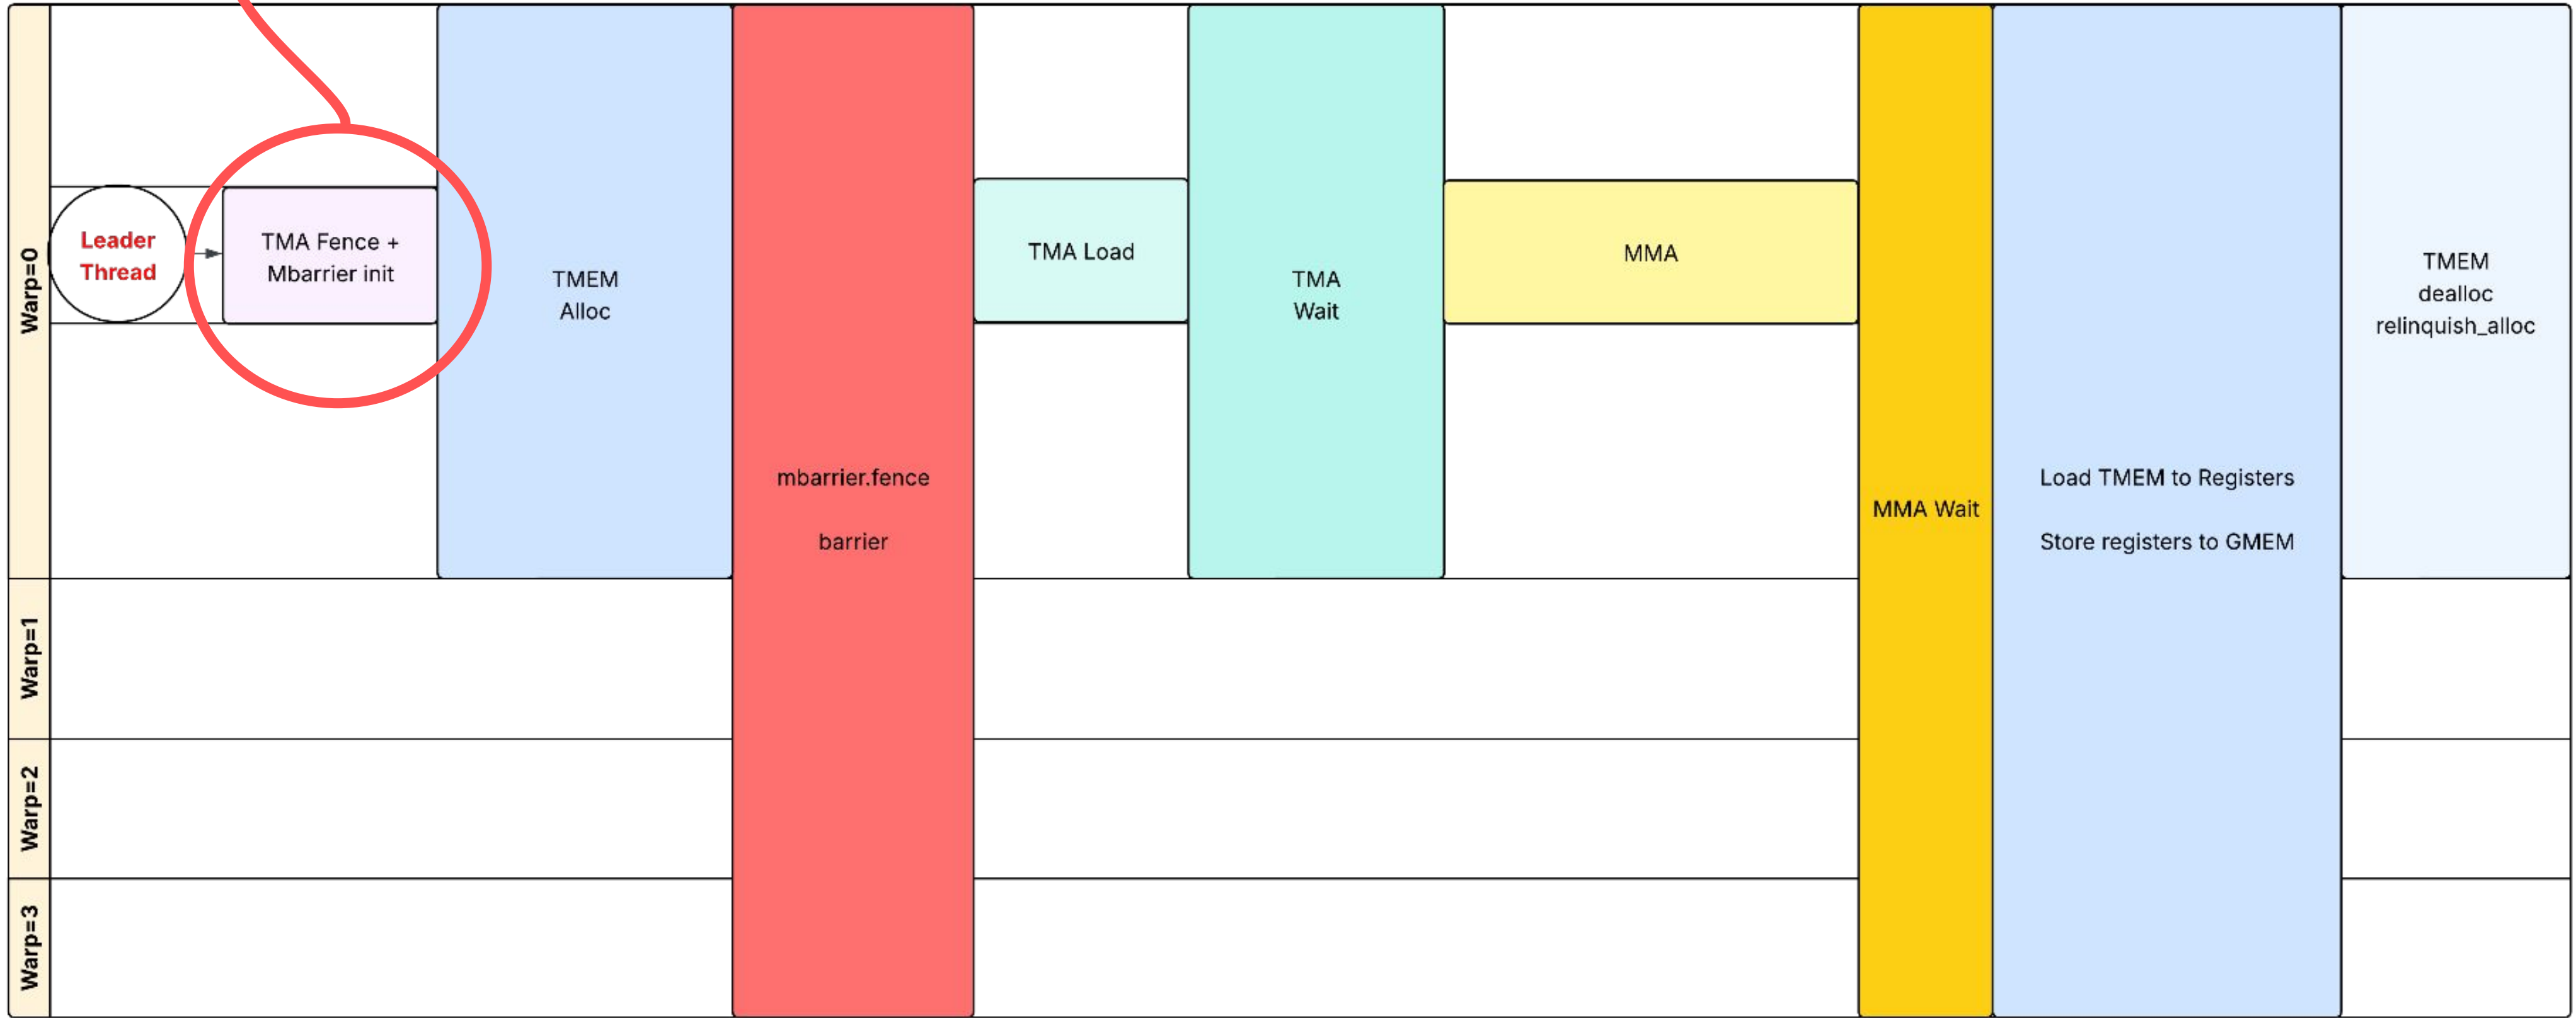 Warp=0
Leader
Thread
TMA Fence +
Mbarrier init
TMEM
Alloc
mbarrier.fence
barrier
TMA Load
TMA
Wait
MMA
MMA Wait
Load TMEM to Registers
Store registers to GMEM
TMEM
dealloc
relinquish_alloc
Warp=1
Warp=2
Warp=3